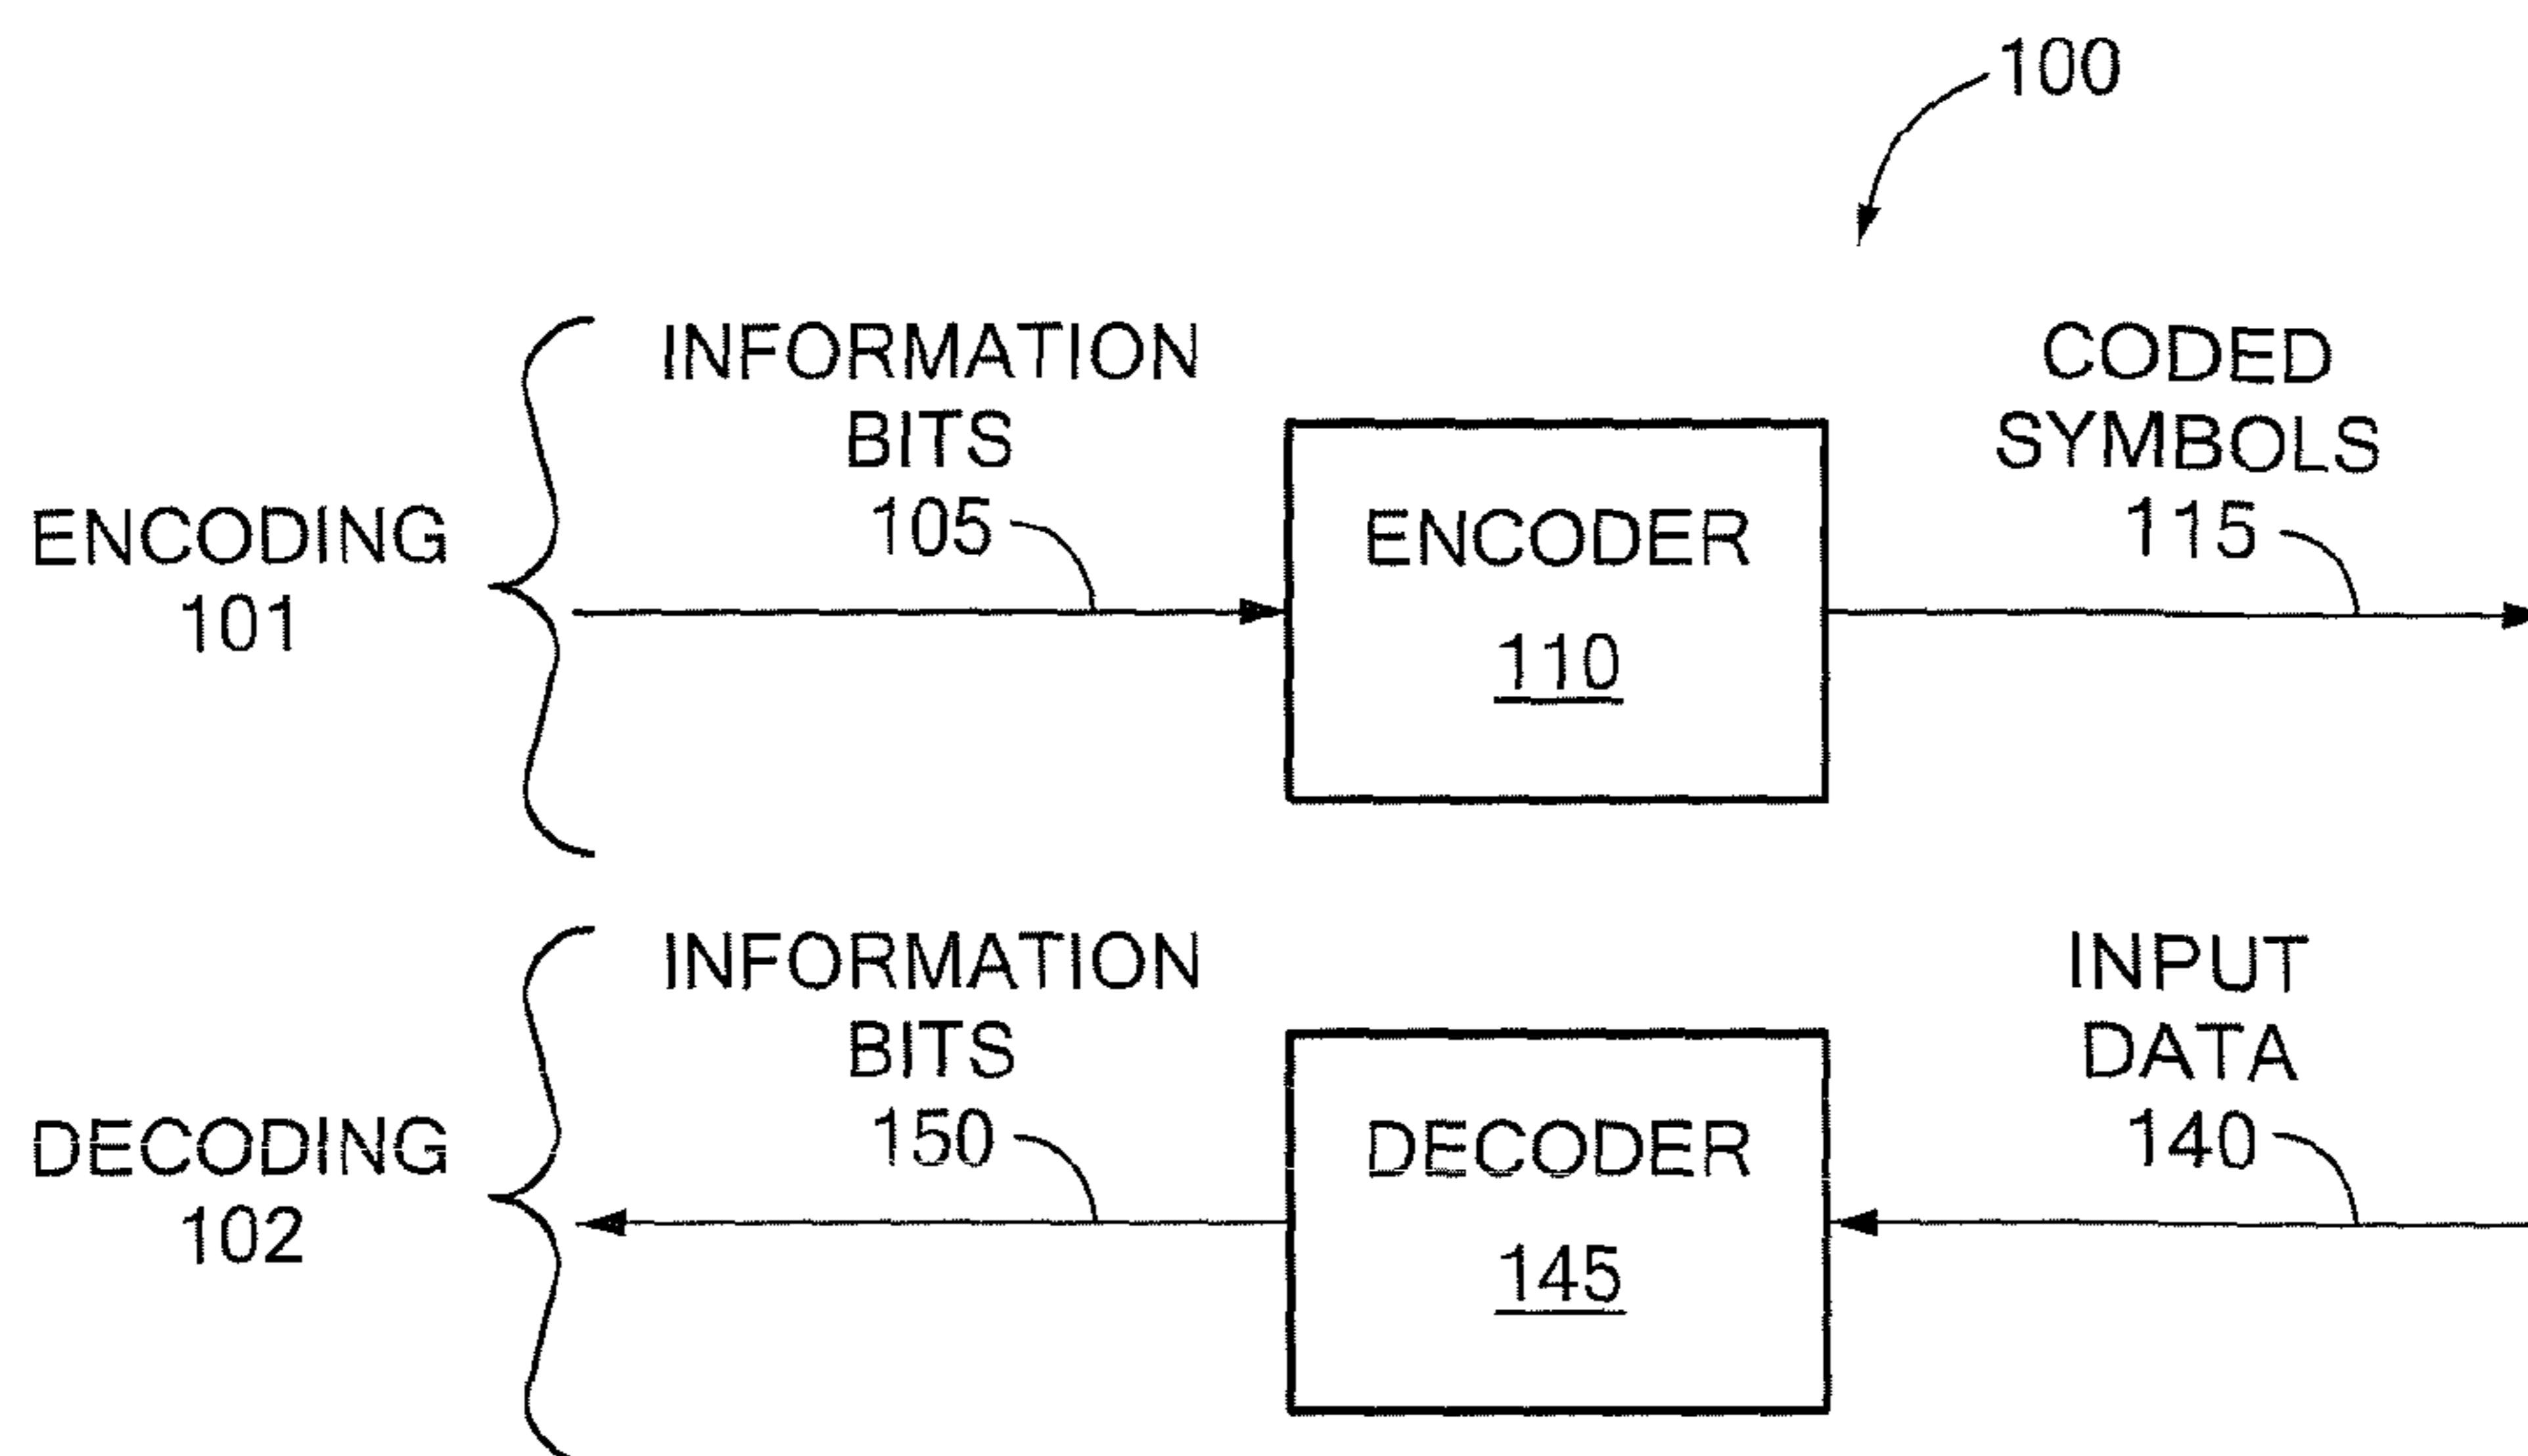 100
INFORMATION
BITS
105
CODED
SYMBOLS
115
ENCODING
101
ENCODER
110
INFORMATION
BITS
150
INPUT
DATA
140
DECODING
102
DECODER
145